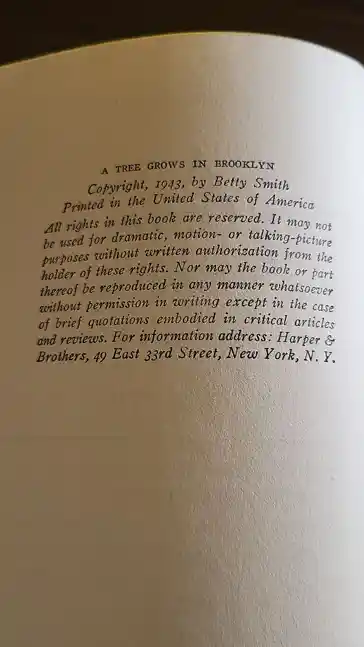 A TREE GROWS IN BROOKLYN
Copyright, 1943, by Betty Smith
Printed in the United States of America
All rights in this book are reserved. It may not
be used for dramatic, motion- or talking-picture
purposes without written authorization from the
holder of these rights. Nor may the book or part
thereof be reproduced in any manner whatsoever
without permission in writing except in the case
of brief quotations embodied in critical articles
and reviews. For information address: Harper &
Brothers, 49 East 33rd Street, New York, N. Y.